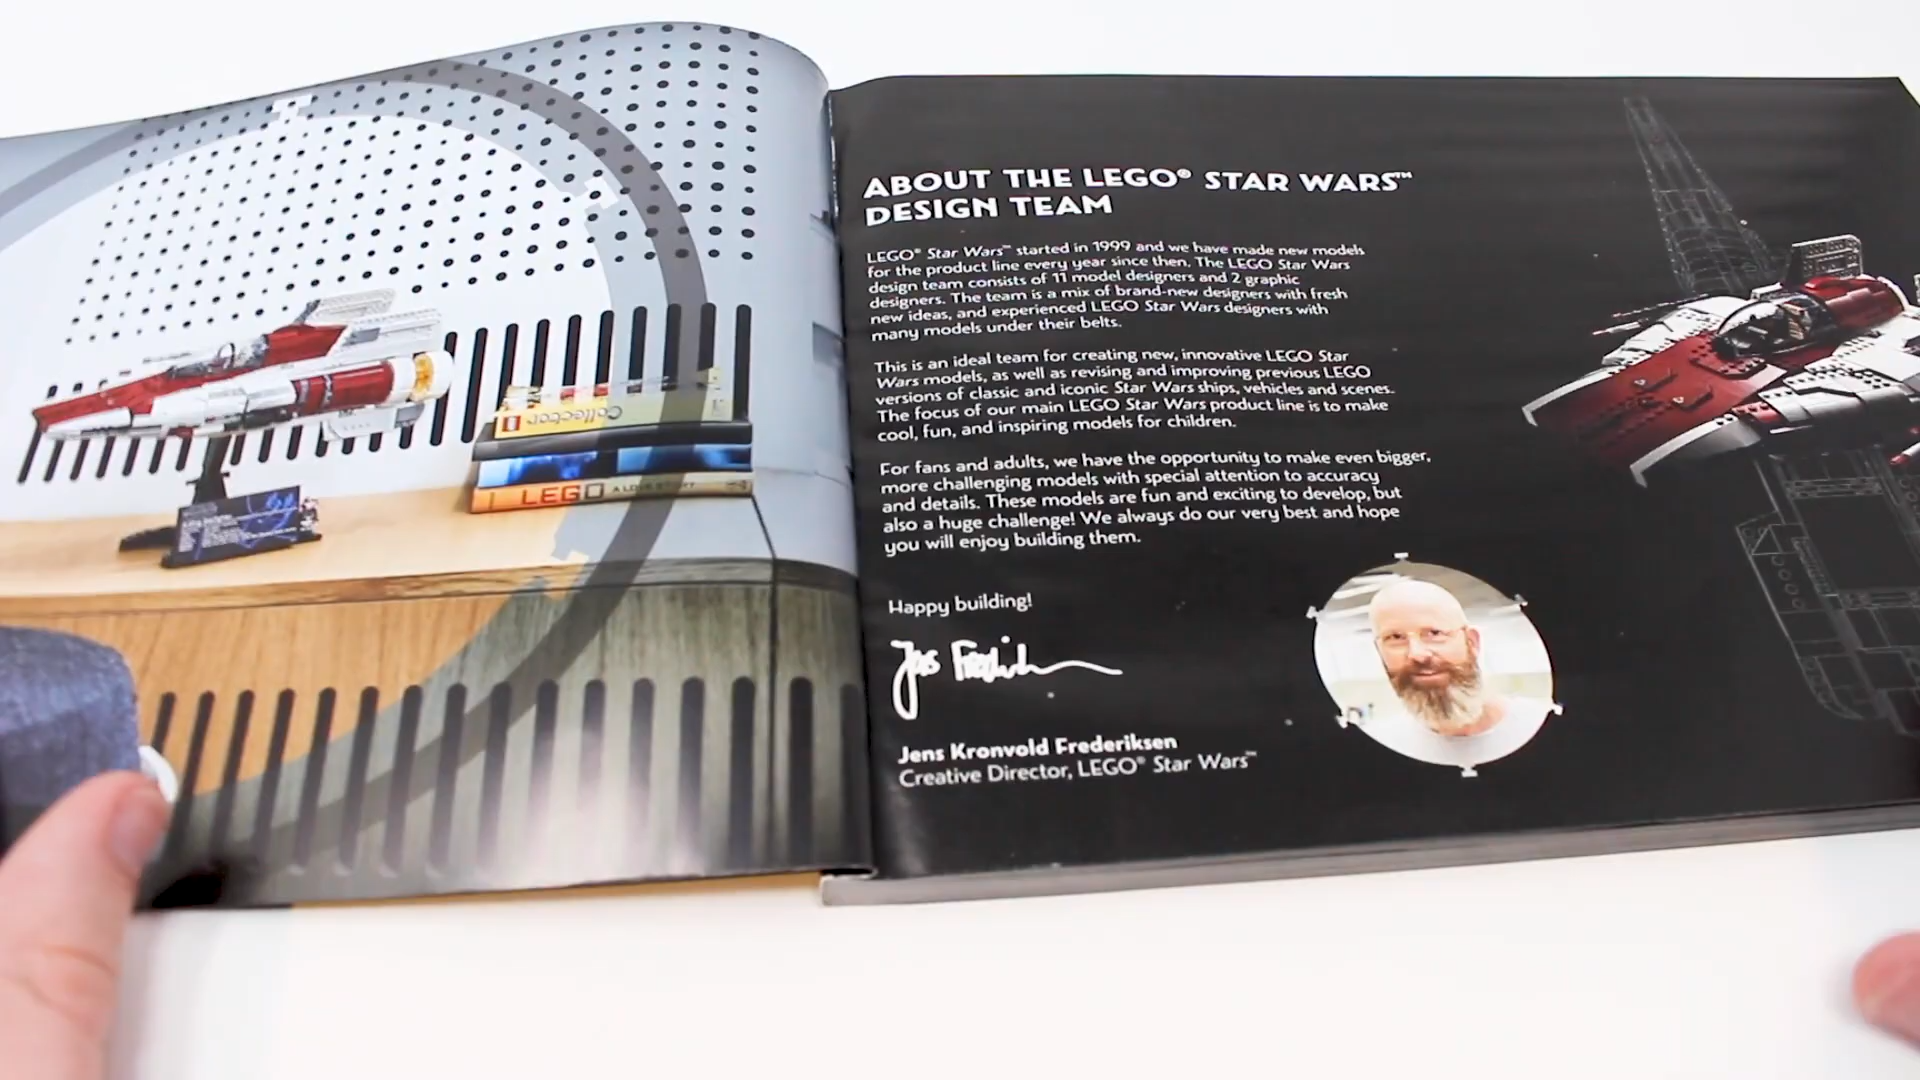 Collector
LEGO A LOVE STORY
ABOUT THE LEGO® STAR WARS™
DESIGN TEAM
LEGO® Star Wars™ started in 1999 and we have made new models
for the product line every year since then. The LEGO Star Wars
design team consists of 11 model designers and 2 graphic
designers. The team is a mix of brand-new designers with fresh
new ideas, and experienced LEGO Star Wars designers with
many models under their belts.
This is an ideal team for creating new, innovative LEGO Star
Wars models, as well as revising and improving previous LEGO
versions of classic and iconic Star Wars ships, vehicles and scenes.
The focus of our main LEGO Star Wars product line is to make
cool, fun, and inspiring models for children.
For fans and adults, we have the opportunity to make even bigger,
more challenging models with special attention to accuracy
and details. These models are fun and exciting to develop, but
also a huge challenge! We always do our very best and hope
you will enjoy building them.
Happy building!
Jens Kronvold Frederiksen
Creative Director, LEGO® Star Wars™